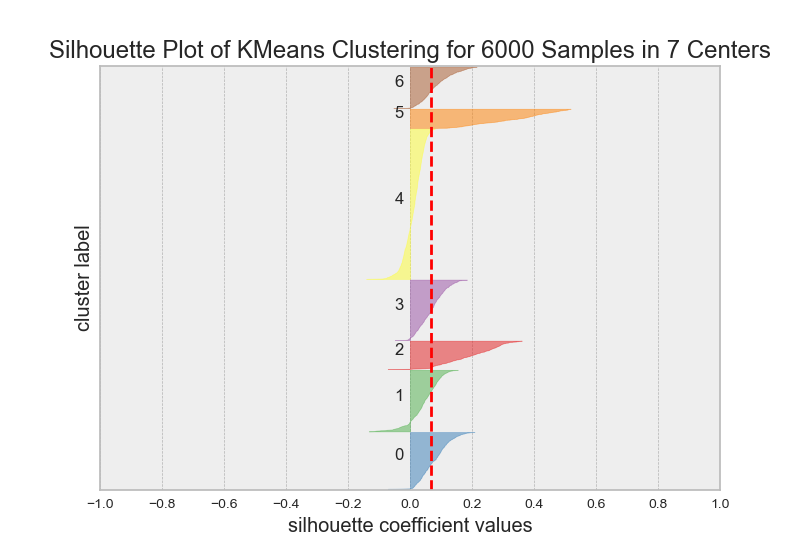 Silhouette Plot of KMeans Clustering for 6000 Samples in 7 Centers
6
5
4
3
2
1
0
cluster label
−1.0 −0.8 −0.6 −0.4 −0.2 0.0 0.2 0.4 0.6 0.8 1.0
silhouette coefficient values